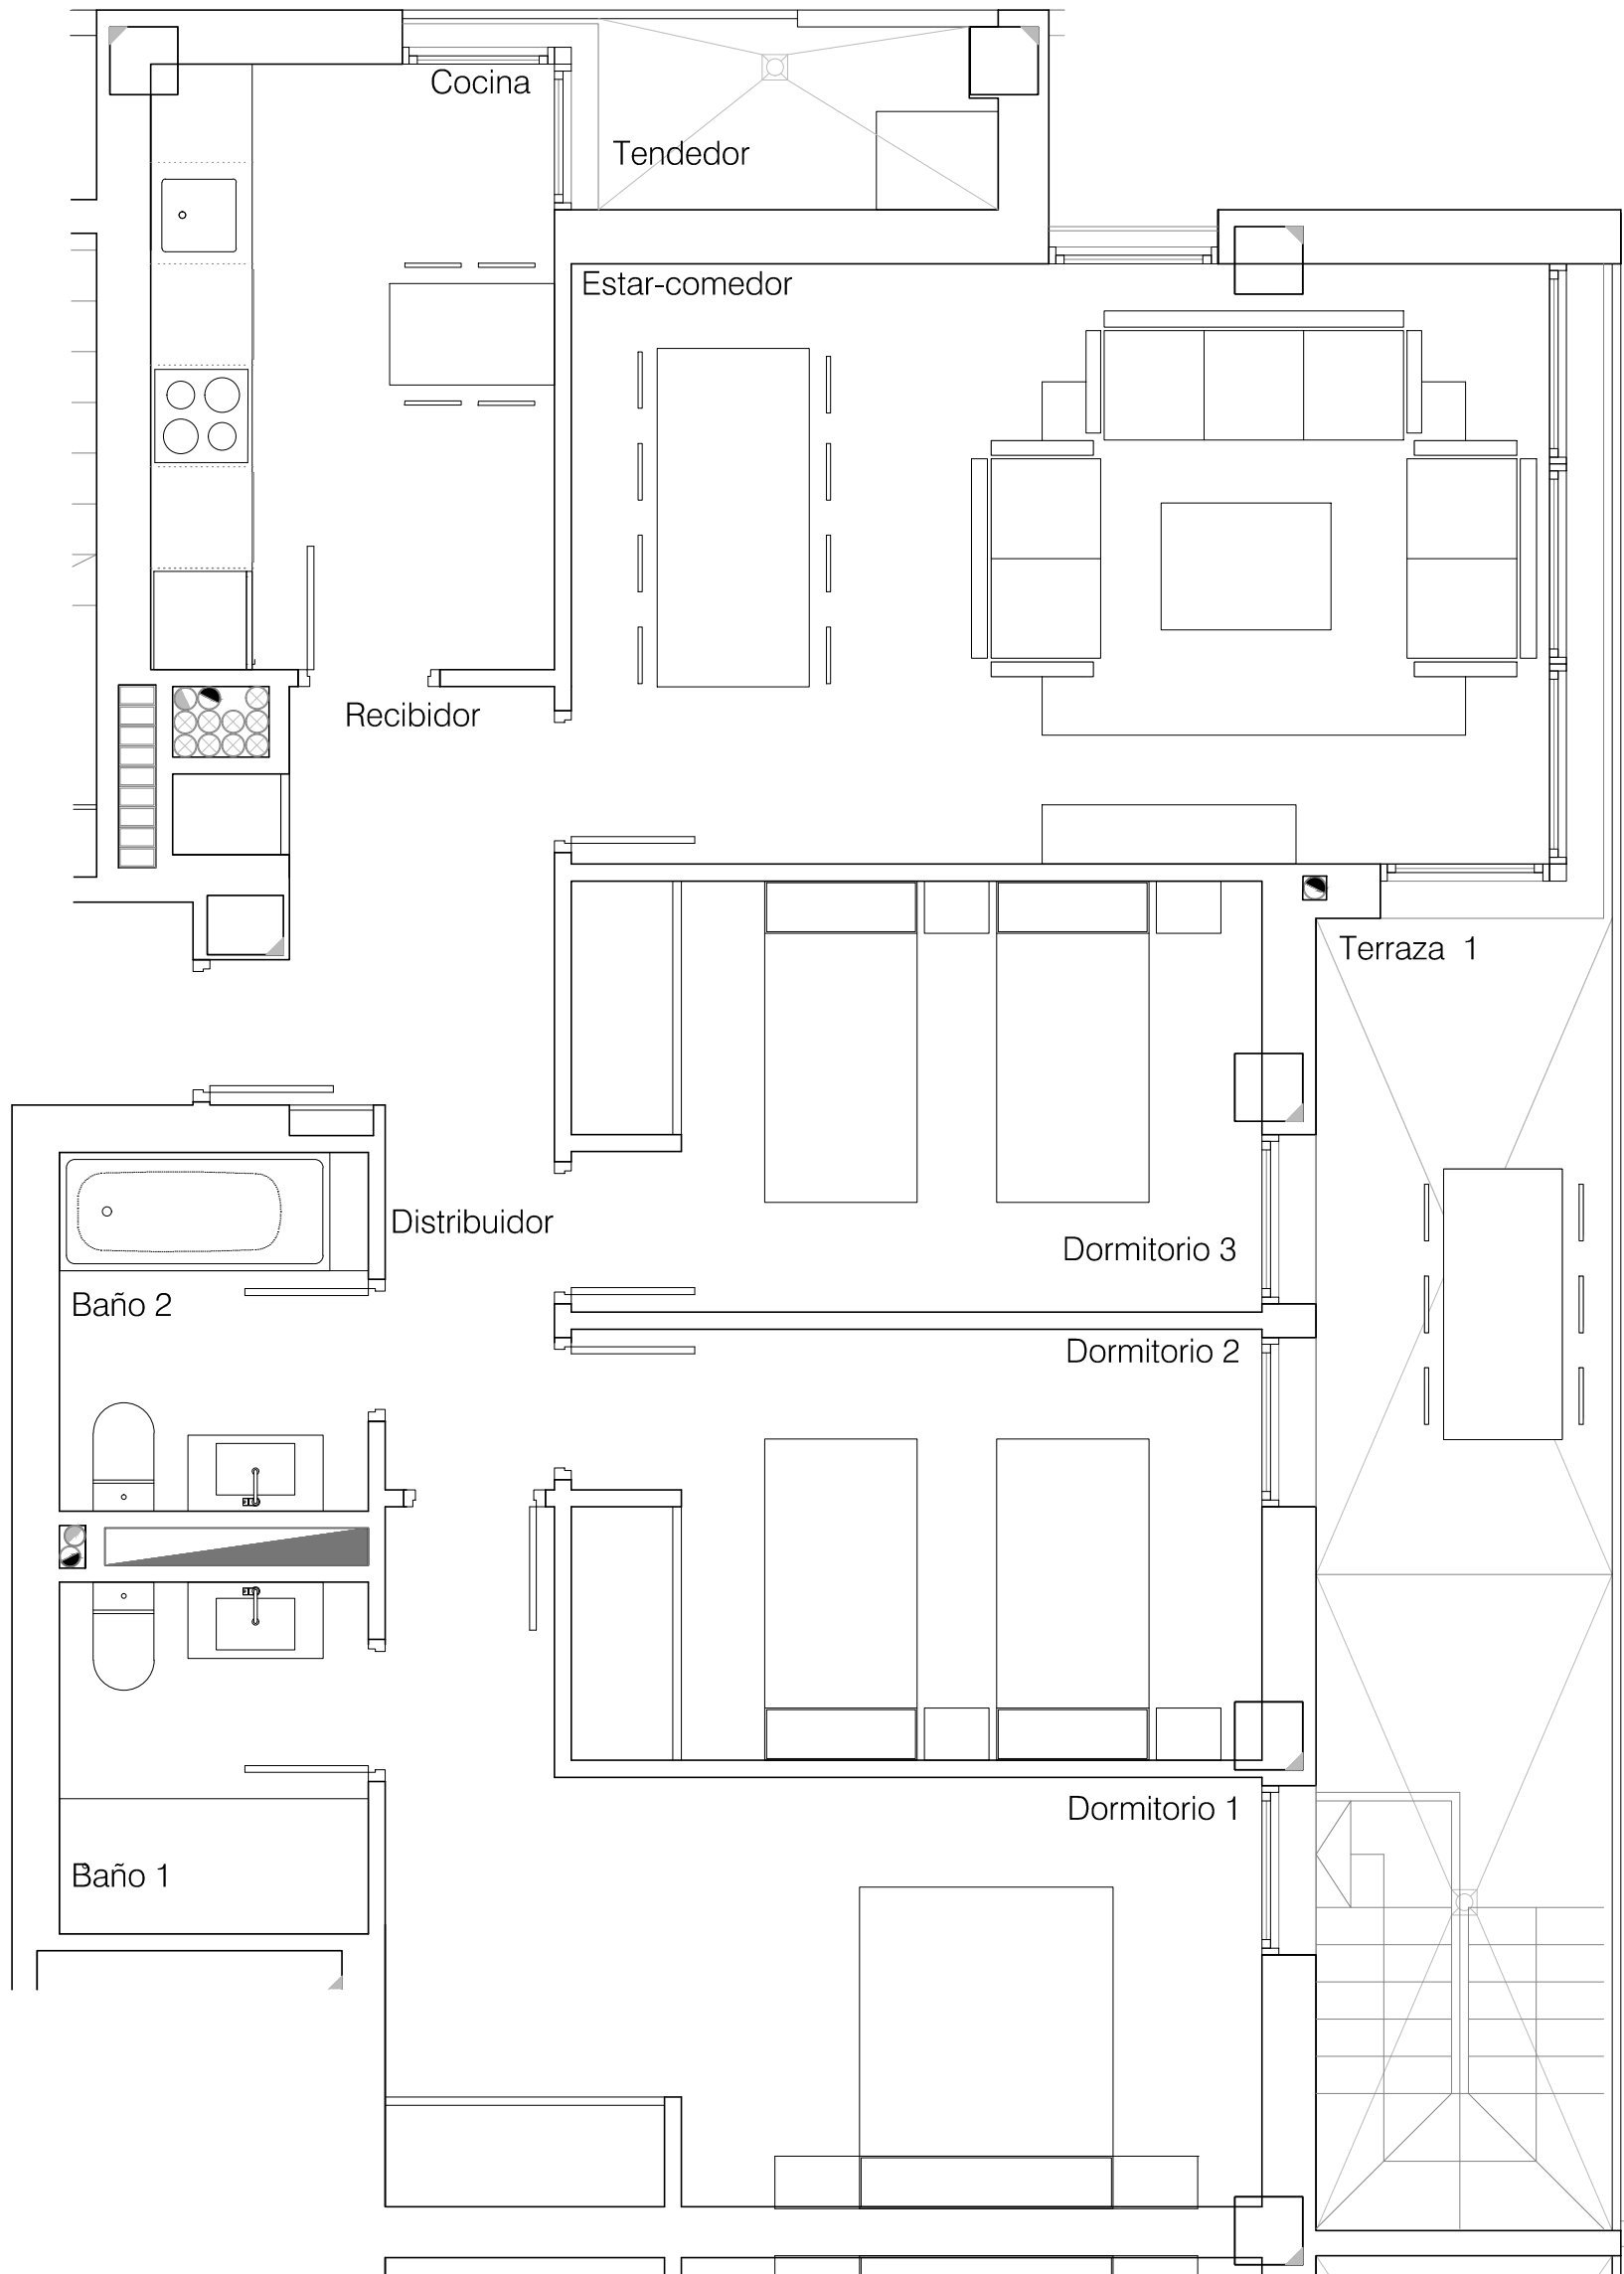 Cocina
Tendedor
Estar-comedor
Recibidor
Terraza 1
Distribuidor
Dormitorio 3
Baño 2
Dormitorio 2
Dormitorio 1
Baño 1